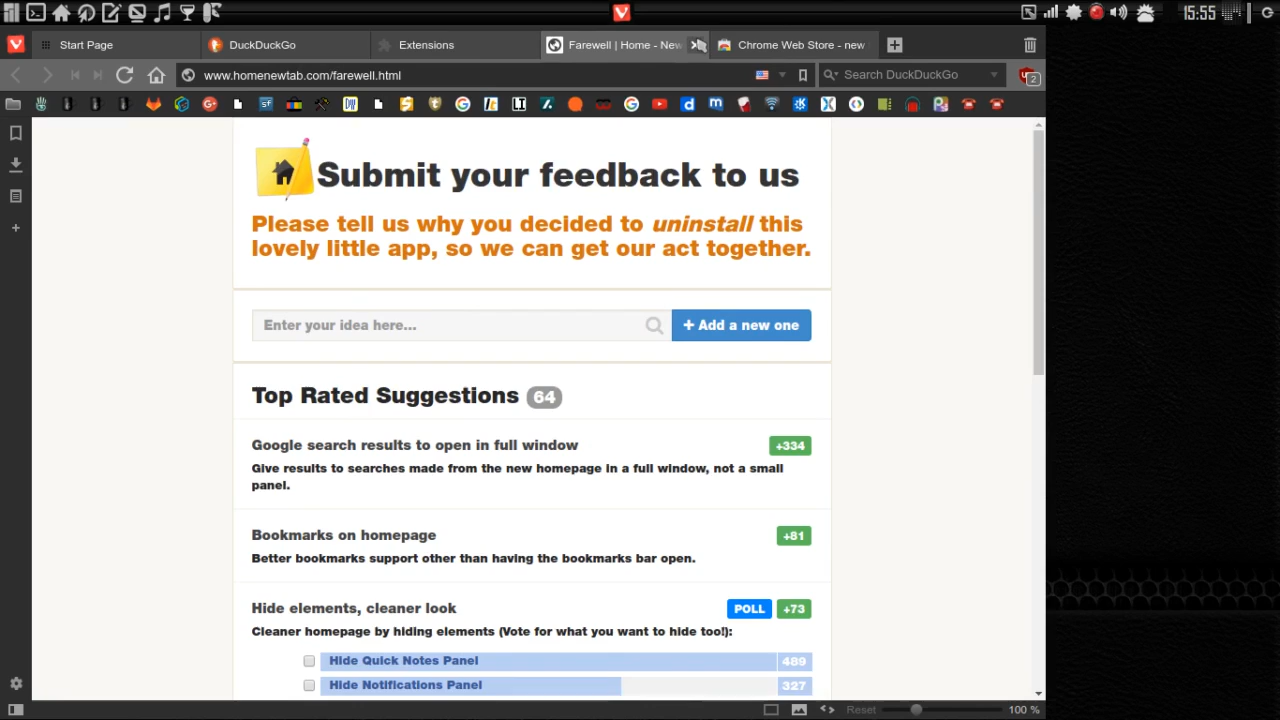 15:55
Start Page
DuckDuckGo
Extensions
Farewell | Home - New
Chrome Web Store - new
www.homenewtab.com/farewell.html
Search DuckDuckGo
2
Submit your feedback to us
Please tell us why you decided to uninstall this
lovely little app, so we can get our act together.
Enter your idea here...
+ Add a new one
Top Rated Suggestions 64
Google search results to open in full window
+334
Give results to searches made from the new homepage in a full window, not a small
panel.
Bookmarks on homepage
+81
Better bookmarks support other than having the bookmarks bar open.
Hide elements, cleaner look
POLL +73
Cleaner homepage by hiding elements (Vote for what you want to hide too!):
Hide Quick Notes Panel 489
Hide Notifications Panel 327
Reset
100 %